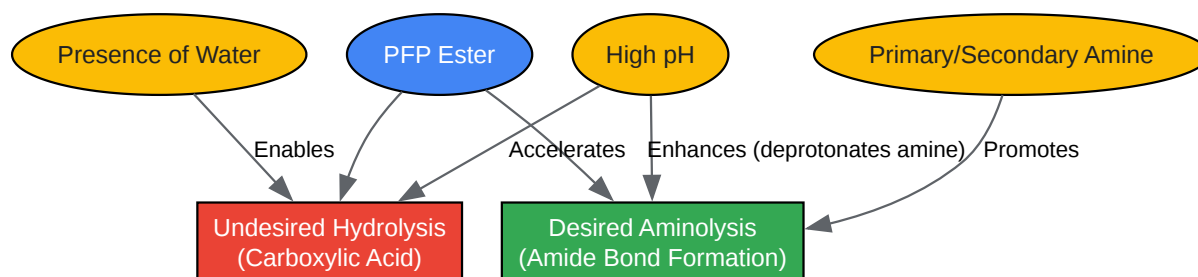 Presence of Water
PFP Ester
High pH
Primary/Secondary Amine
Enables
Accelerates
Enhances (deprotonates amine)
Promotes
Undesired Hydrolysis
(Carboxylic Acid)
Desired Aminolysis
(Amide Bond Formation)